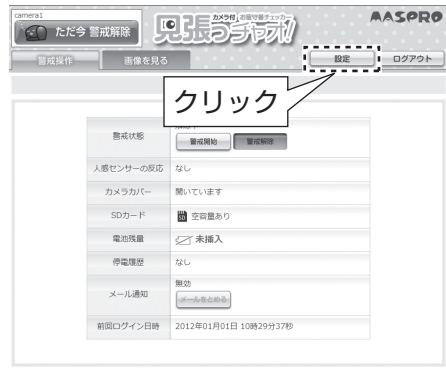 camera1
ただ今 警戒解除
カメラ付 お留守番チェッカー
見張っちゃお!
MASPRO
警戒操作
画像を見る
設定
ログアウト
クリック
警戒状態
警戒開始
警戒解除
人感センサーの反応
なし
カメラカバー
開いています
SDカード
空容量あり
電池残量
未挿入
停電履歴
なし
メール通知
無効
メールをとめる
前回ログイン日時
2012年01月01日 10時29分37秒